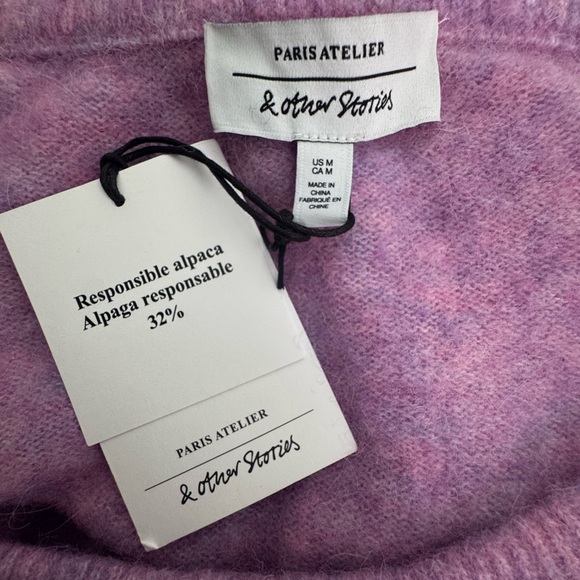 PARIS ATELIER
& other Stories
US M
CA M
MADE IN
CHINA
FABRIQUÉ EN
CHINE
Responsible alpaca
Alpaga responsable
32%
PARIS ATELIER
& other Stories